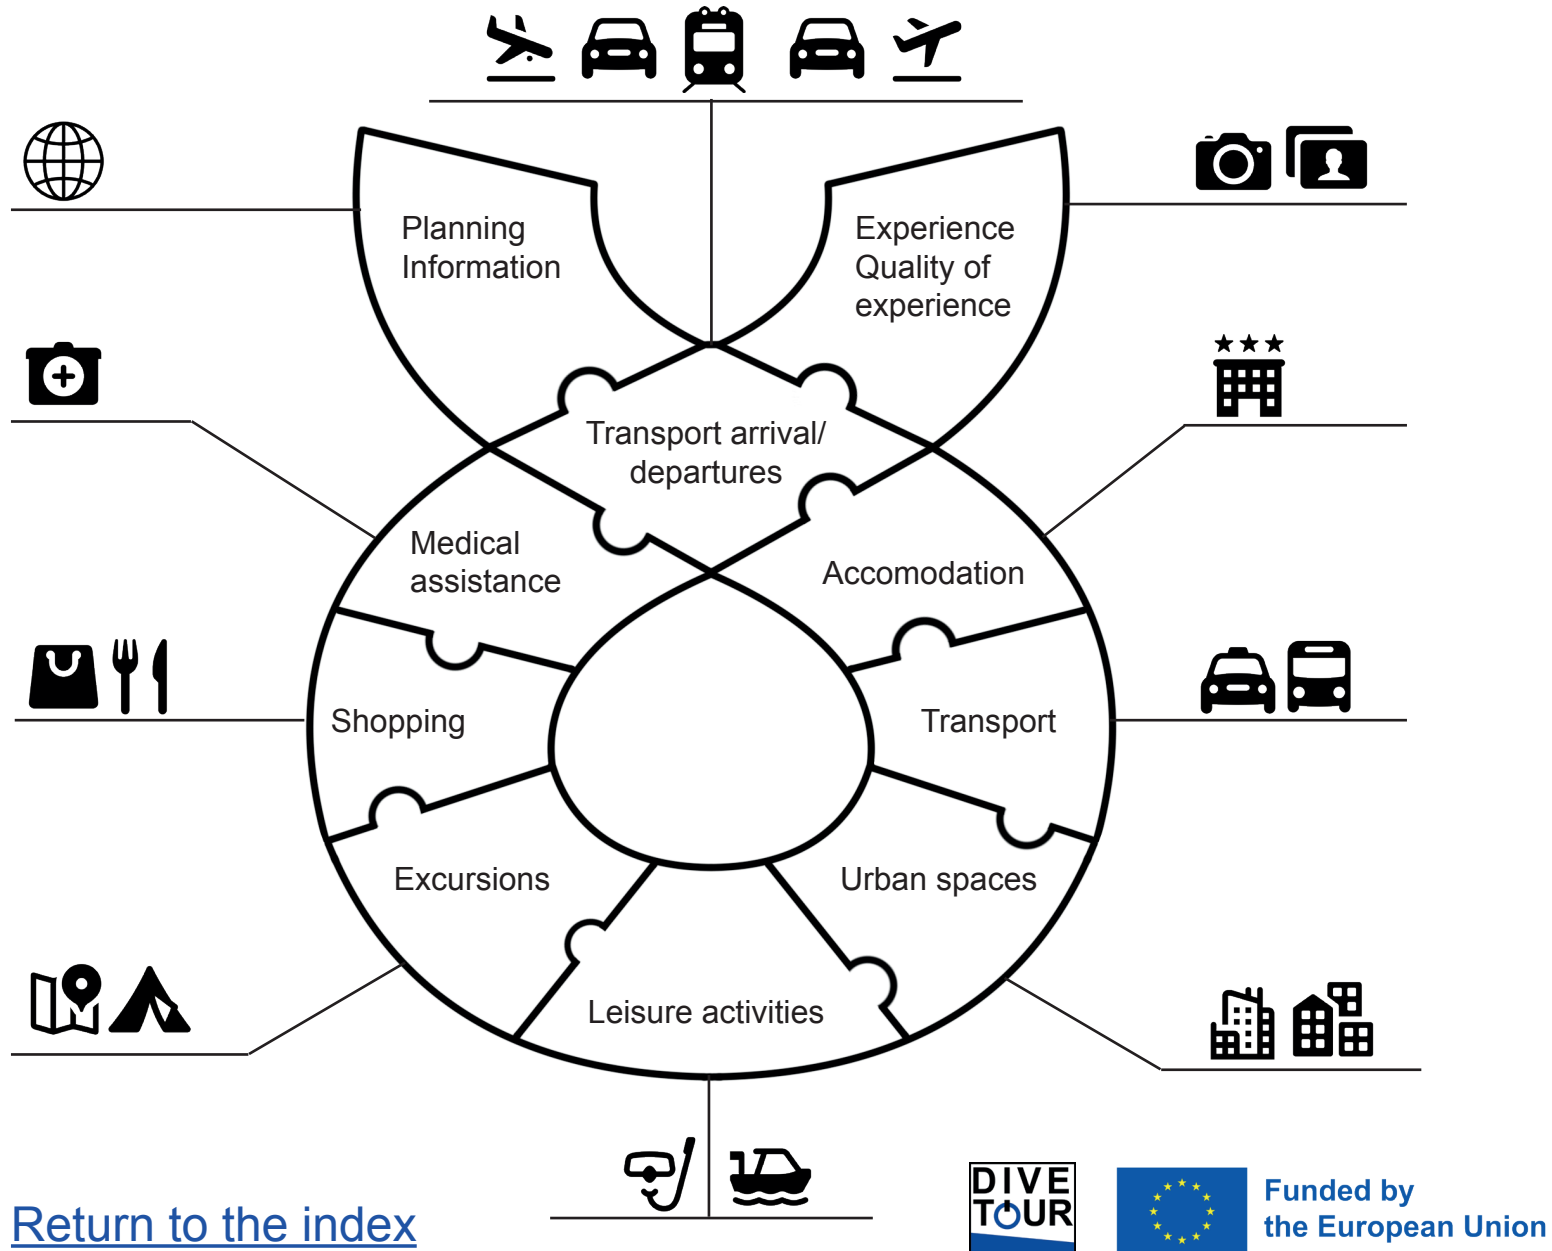 Planning
Information
Experience
Quality of
experience
Transport arrival/
departures
Medical
assistance
Accomodation
Shopping
Transport
Excursions
Urban spaces
Leisure activities
Return to the index
DIVE
TOUR
Funded by
the European Union